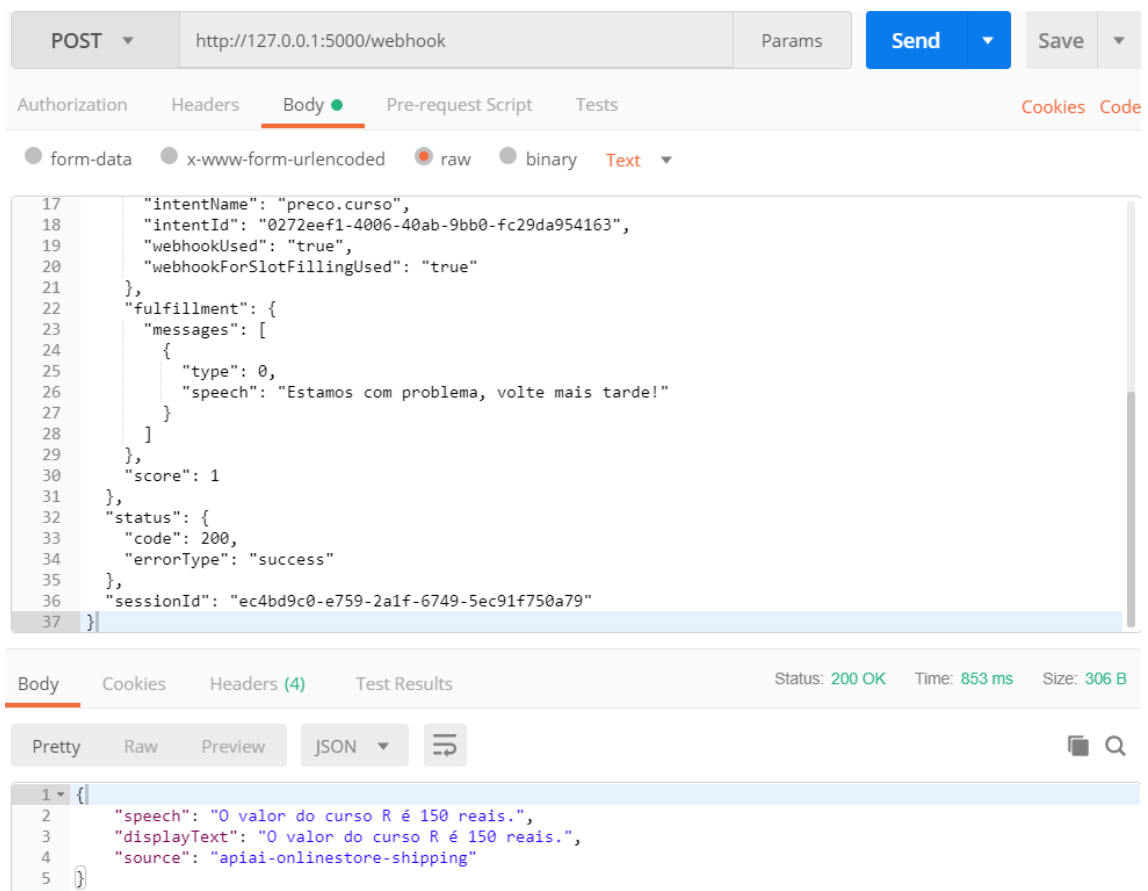 POST http://127.0.0.1:5000/webhook Params Send Save
Authorization Headers Body Pre-request Script Tests Cookies Code
form-data x-www-form-urlencoded raw binary Text
17 "intentName": "preco.curso",
18 "intentId": "0272eef1-4006-40ab-9bb0-fc29da954163",
19 "webhookUsed": "true",
20 "webhookForSlotFillingUsed": "true"
21 },
22 "fulfillment": {
23 "messages": [
24 {
25 "type": 0,
26 "speech": "Estamos com problema, volte mais tarde!"
27 }
28 ]
29 },
30 "score": 1
31 },
32 "status": {
33 "code": 200,
34 "errorType": "success"
35 },
36 "sessionId": "ec4bd9c0-e759-2a1f-6749-5ec91f750a79"
37 }
Body Cookies Headers (4) Test Results Status: 200 OK Time: 853 ms Size: 306 B
Pretty Raw Preview JSON
1 {
2 "speech": "O valor do curso R é 150 reais.",
3 "displayText": "O valor do curso R é 150 reais.",
4 "source": "apiai-onlinestore-shipping"
5 }